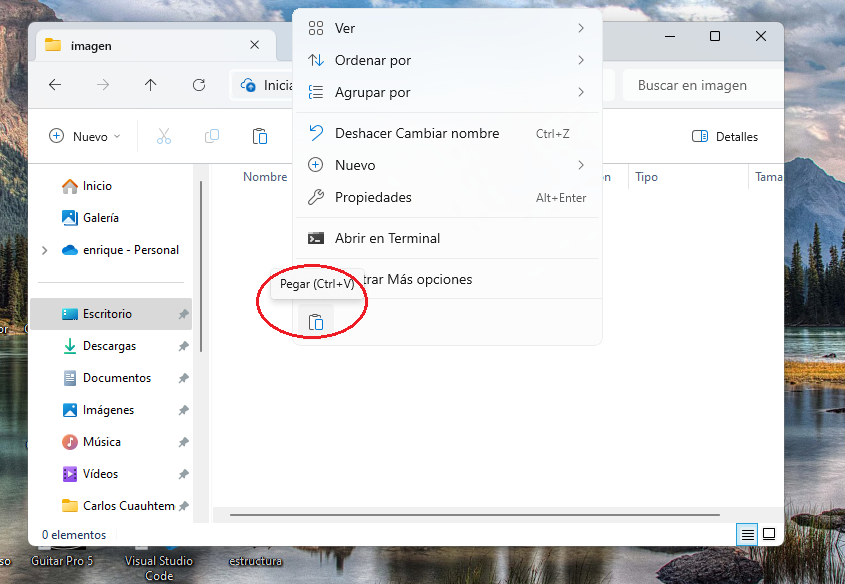 imagen
Inicia
Buscar en imagen
Nuevo
Detalles
Ver
Ordenar por
Agrupar por
Deshacer Cambiar nombre Ctrl+Z
Nuevo
Propiedades Alt+Enter
Abrir en Terminal
trar Más opciones
Pegar (Ctrl+V)
Nombre
Tipo
Tama
Inicio
Galería
enrique - Personal
Escritorio
Descargas
Documentos
Imágenes
Música
Vídeos
Carlos Cuauhtem
0 elementos
Guitar Pro 5
Visual Studio
Code
estructura